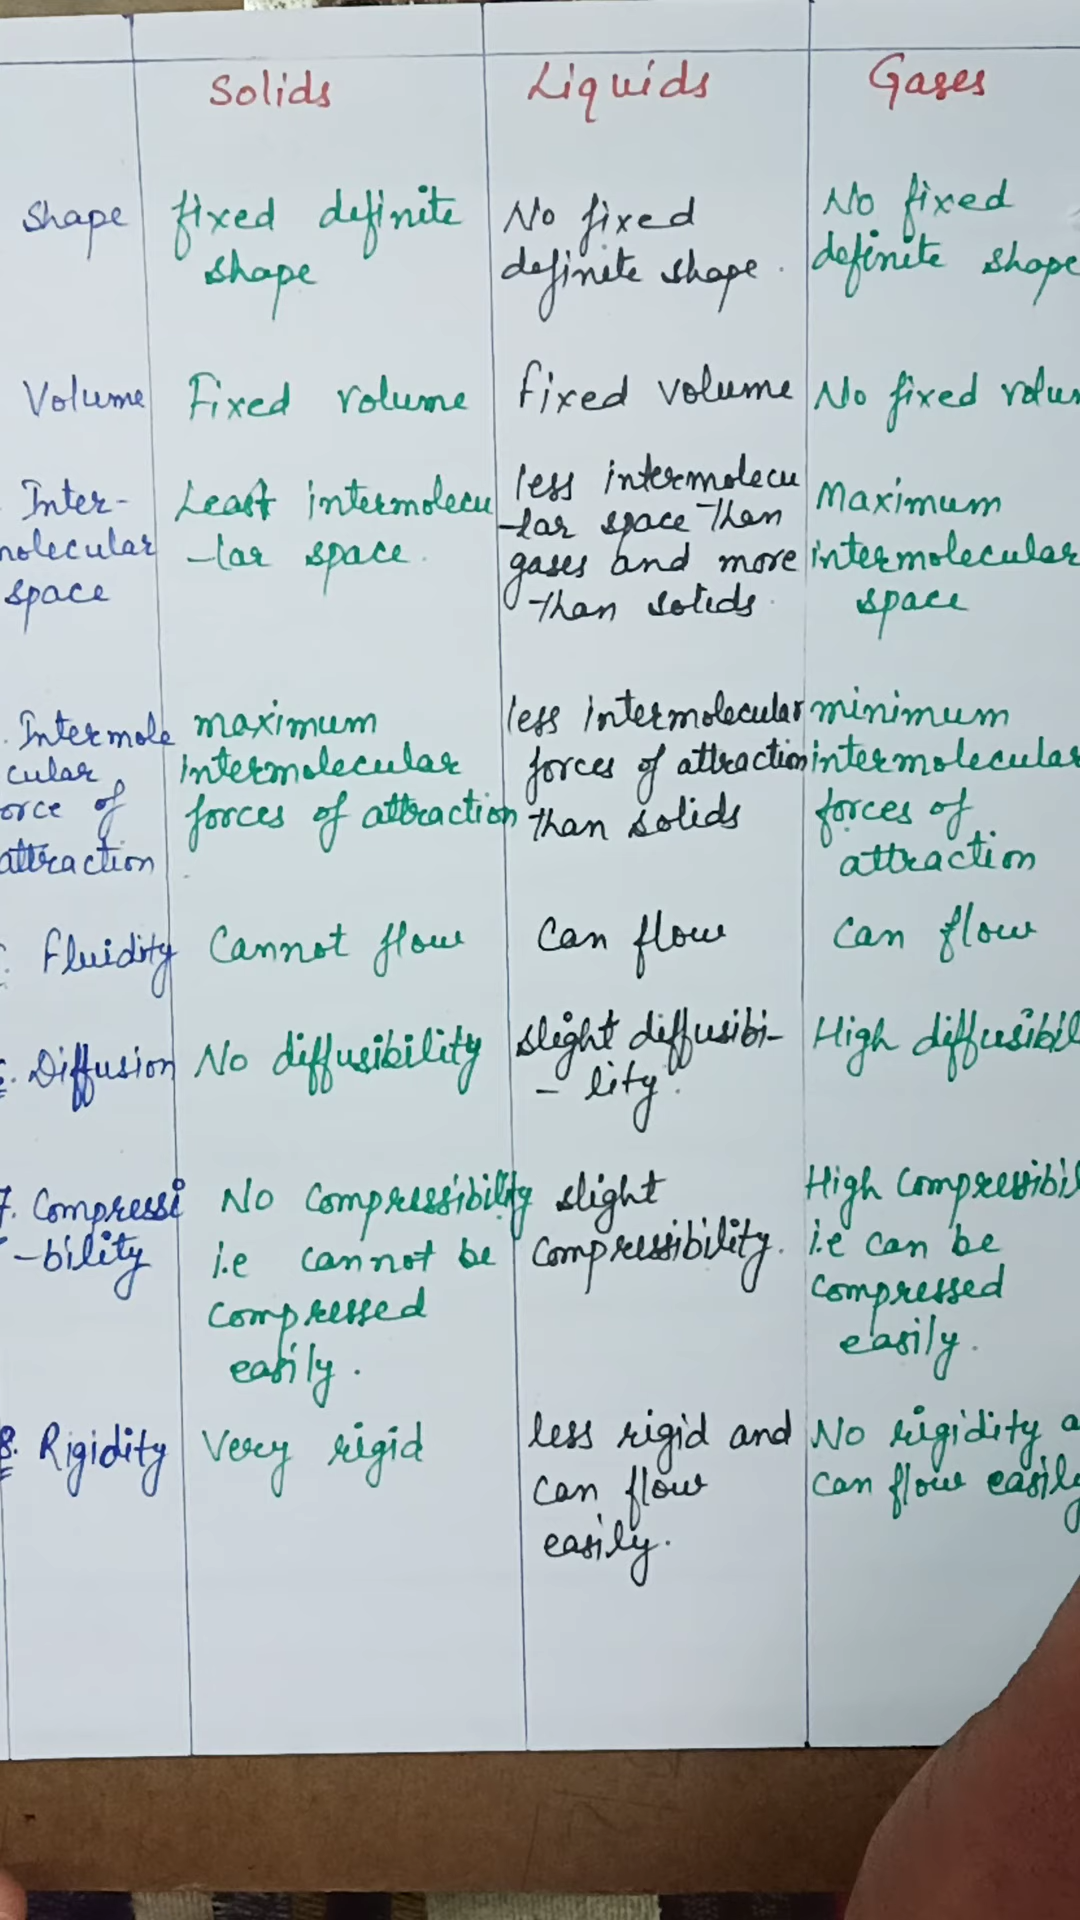 Solids Liquids Gases
Shape fixed definite shape No fixed definite shape. No fixed definite shape
Volume Fixed volume fixed volume No fixed
Inter-molecular space Least intermolecu-lar space. less intermolecu-lar space than gases and more than solids. Maximum intermolecular space
Intermole cular of attraction maximum intermolecular forces of attraction less intermolecular forces of attraction than solids minimum intermolecular forces of attraction
Fluidity Cannot flow Can flow Can flow
Diffusion No diffusibility slight diffusibi--lity. High
7. Compressi-bility No Compressibility i.e cannot be compressed easily. slight compressibility. High i.e can be compressed easily.
8. Rigidity Very rigid less rigid and can flow easily. No rigidity can flow easily